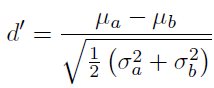 d′ = \frac{\mu_a - \mu_b}{\sqrt{\frac{1}{2}\left(\sigma_a^2 + \sigma_b^2\right)}}